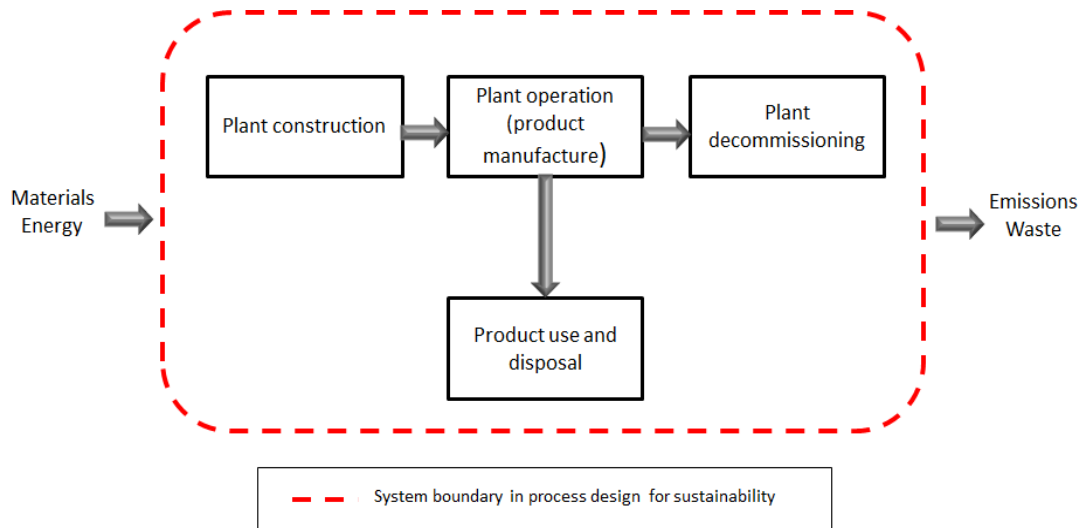 Plant construction
Plant operation
(product
manufacture)
Plant
decommissioning
Materials
Energy
Emissions
Waste
Product use and
disposal
System boundary in process design for sustainability